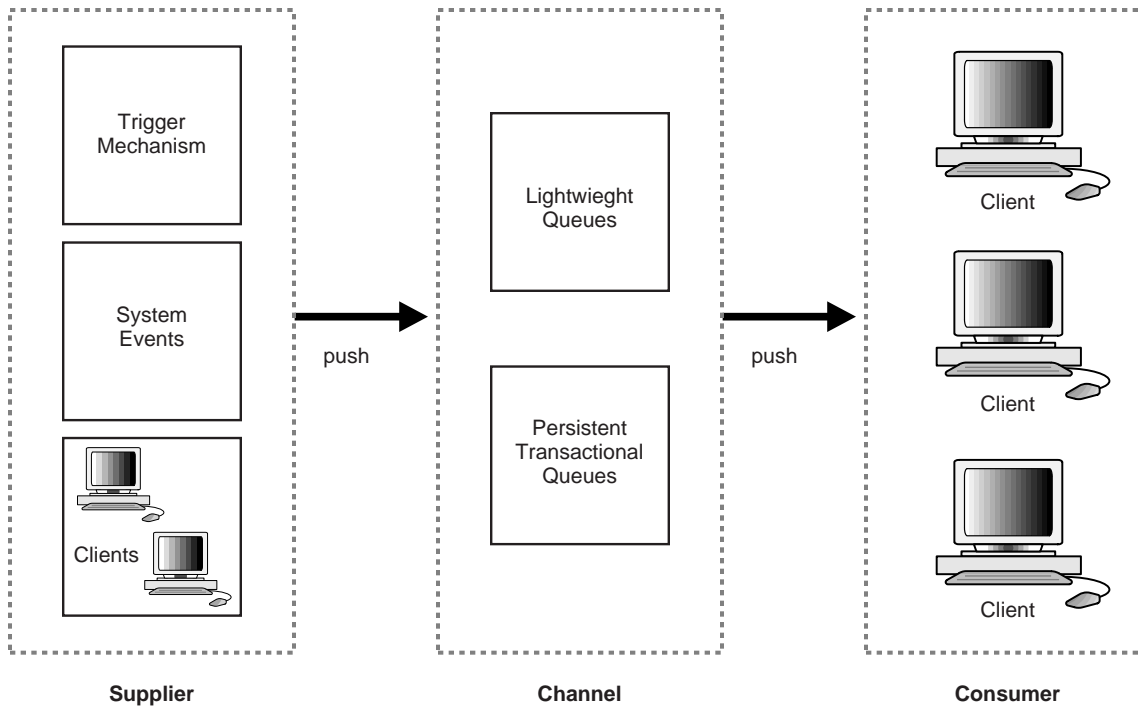 Trigger
Mechanism
System
Events
Clients
push
Lightwieght
Queues
Persistent
Transactional
Queues
push
Client
Client
Client
Supplier
Channel
Consumer